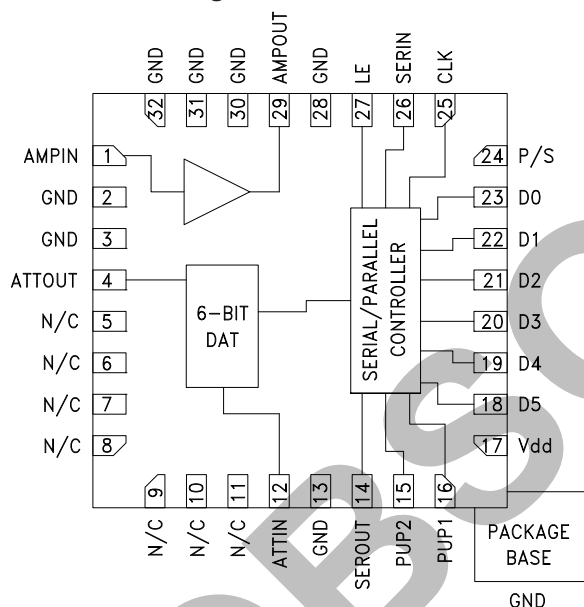 GND
GND
GND
AMPOUT
GND
LE
SERIN
CLK
32
31
30
29
28
27
26
25
AMPIN 1
GND 2
GND 3
ATTOUT 4
N/C 5
N/C 6
N/C 7
N/C 8
6-BIT
DAT
SERIAL/PARALLEL
CONTROLLER
24 P/S
23 D0
22 D1
21 D2
20 D3
19 D4
18 D5
17 Vdd
9
10
11
12
13
14
15
16
N/C
N/C
N/C
ATTIN
GND
SEROUT
PUP2
PUP1
PACKAGE
BASE
GND